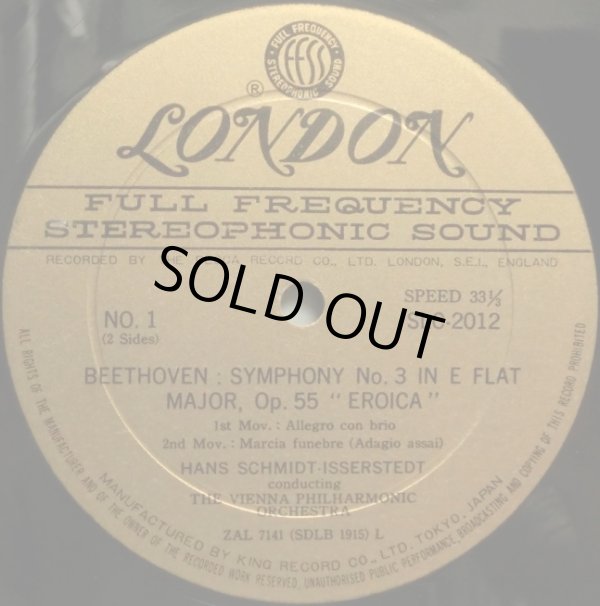 FULL FREQUENCY
STEREOPHONIC SOUND
FFSS
®
LONDON
FULL FREQUENCY
STEREOPHONIC SOUND
RECORDED BY THE RECORD CO., LTD. LONDON, S.E.I., ENGLAND
SOLD OUT
SPEED 33⅓
NO. 1
-2012
(2 Sides)
BEETHOVEN : SYMPHONY No. 3 IN E FLAT
MAJOR, Op. 55 "EROICA"
1st Mov. : Allegro con brio
2nd Mov. : Marcia funebre (Adagio assai)
HANS SCHMIDT-ISSERSTEDT
conducting
THE VIENNA PHILHARMONIC
ORCHESTRA
ZAL 7141 (SDLB 1915) L
MANUFACTURED BY KING RECORD CO., LTD. TOKYO, JAPAN
ALL RIGHTS OF THE MANUFACTURER AND OF THE OWNER OF THE RECORDED WORK RESERVED. UNAUTHORISED PUBLIC PERFORMANCE, BROADCASTING AND COPYING OF THIS RECORD PROHIBITED